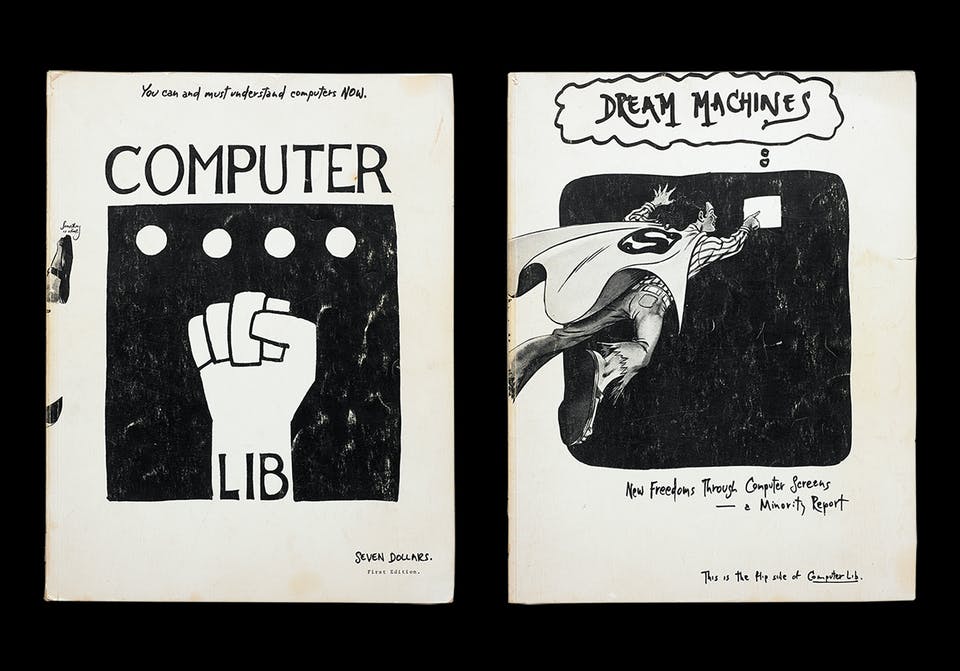 You can and must understand computers NOW.
COMPUTER
LIB
SEVEN DOLLARS.
First Edition.
DREAM MACHINES
S
New Freedoms Through Computer Screens
— a Minority Report
This is the flip side of Computer Lib.